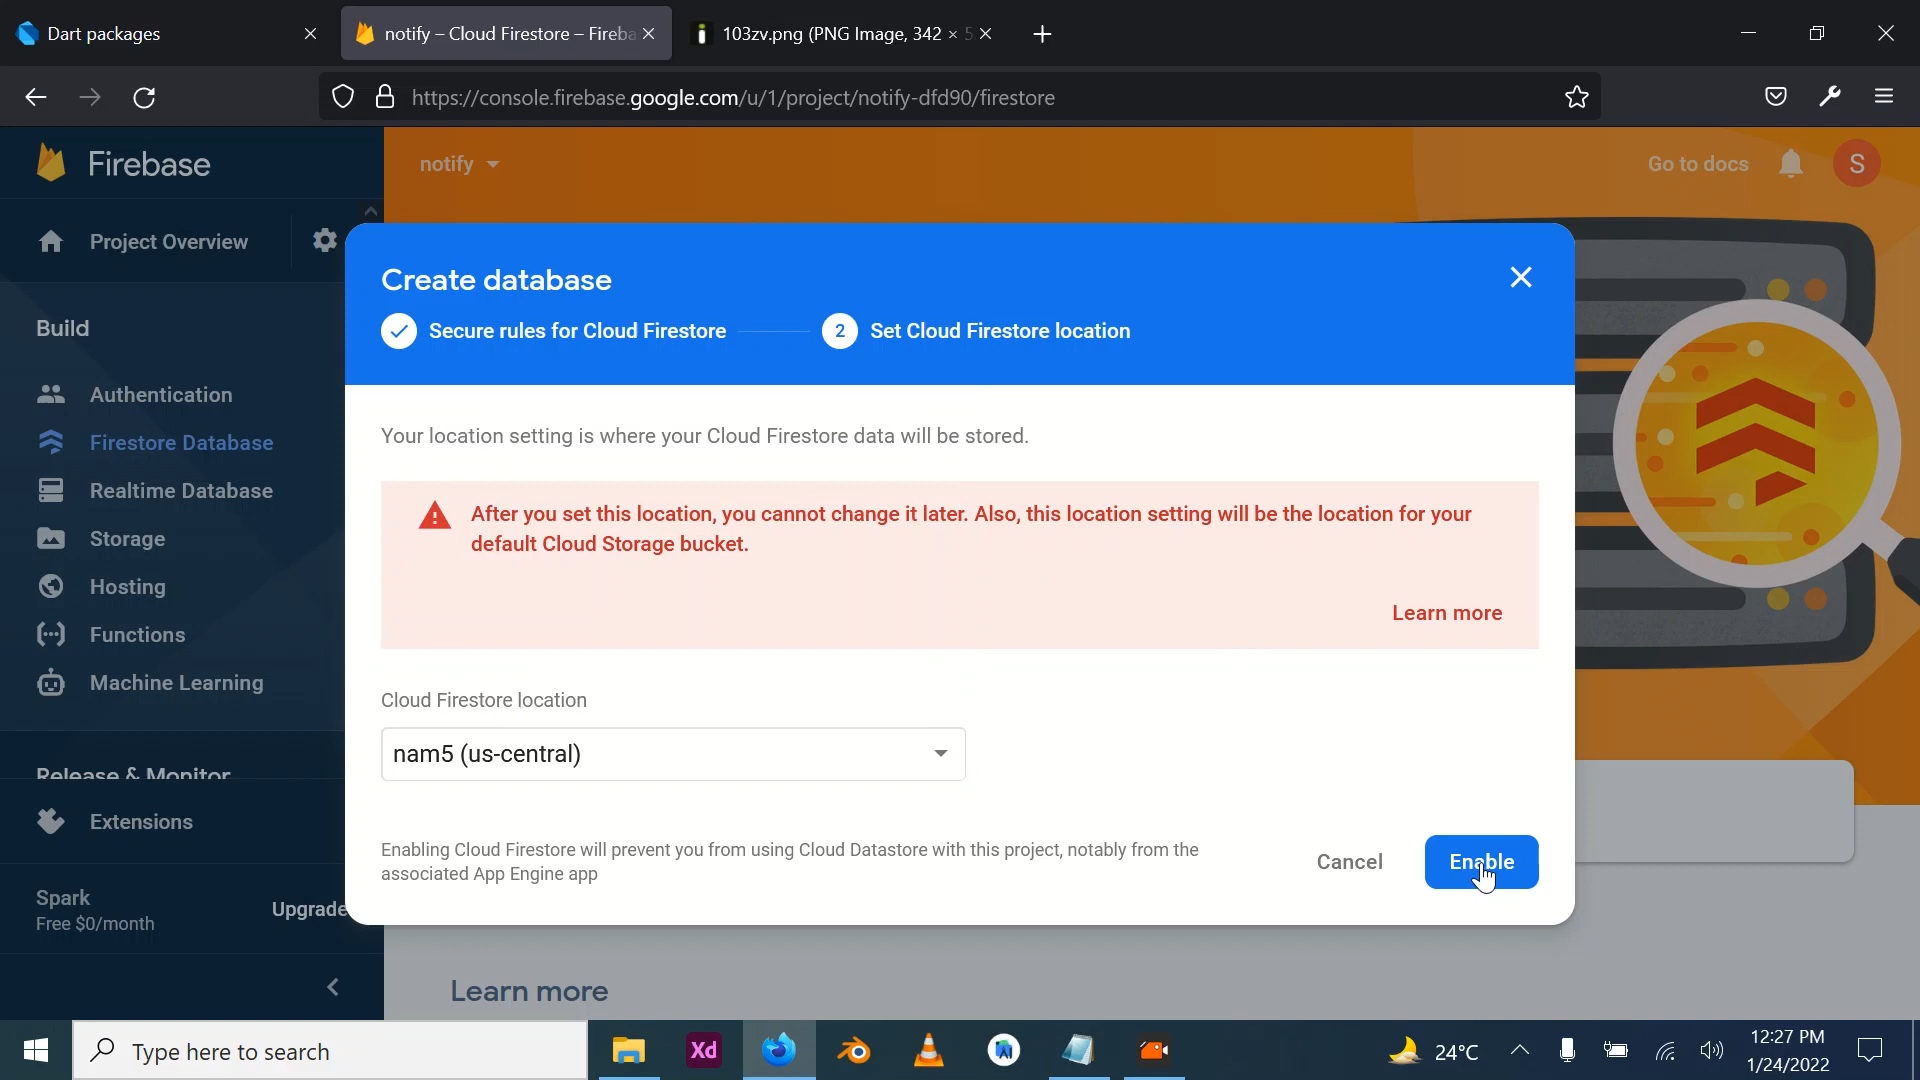 Dart packages
notify – Cloud Firestore – Fireba
103zv.png (PNG Image, 342 × 5
https://console.firebase.google.com/u/1/project/notify-dfd90/firestore
Firebase
notify
Go to docs
S
Project Overview
Create database
Secure rules for Cloud Firestore
2
Set Cloud Firestore location
Build
Authentication
Firestore Database
Realtime Database
Storage
Hosting
Functions
Machine Learning
Release & Monitor
Extensions
Spark
Free $0/month
Upgrade
Your location setting is where your Cloud Firestore data will be stored.
After you set this location, you cannot change it later. Also, this location setting will be the location for your
default Cloud Storage bucket.
Learn more
Cloud Firestore location
nam5 (us-central)
Enabling Cloud Firestore will prevent you from using Cloud Datastore with this project, notably from the
associated App Engine app
Cancel
Enable
Learn more
Type here to search
Xd
24°C
12:27 PM
1/24/2022